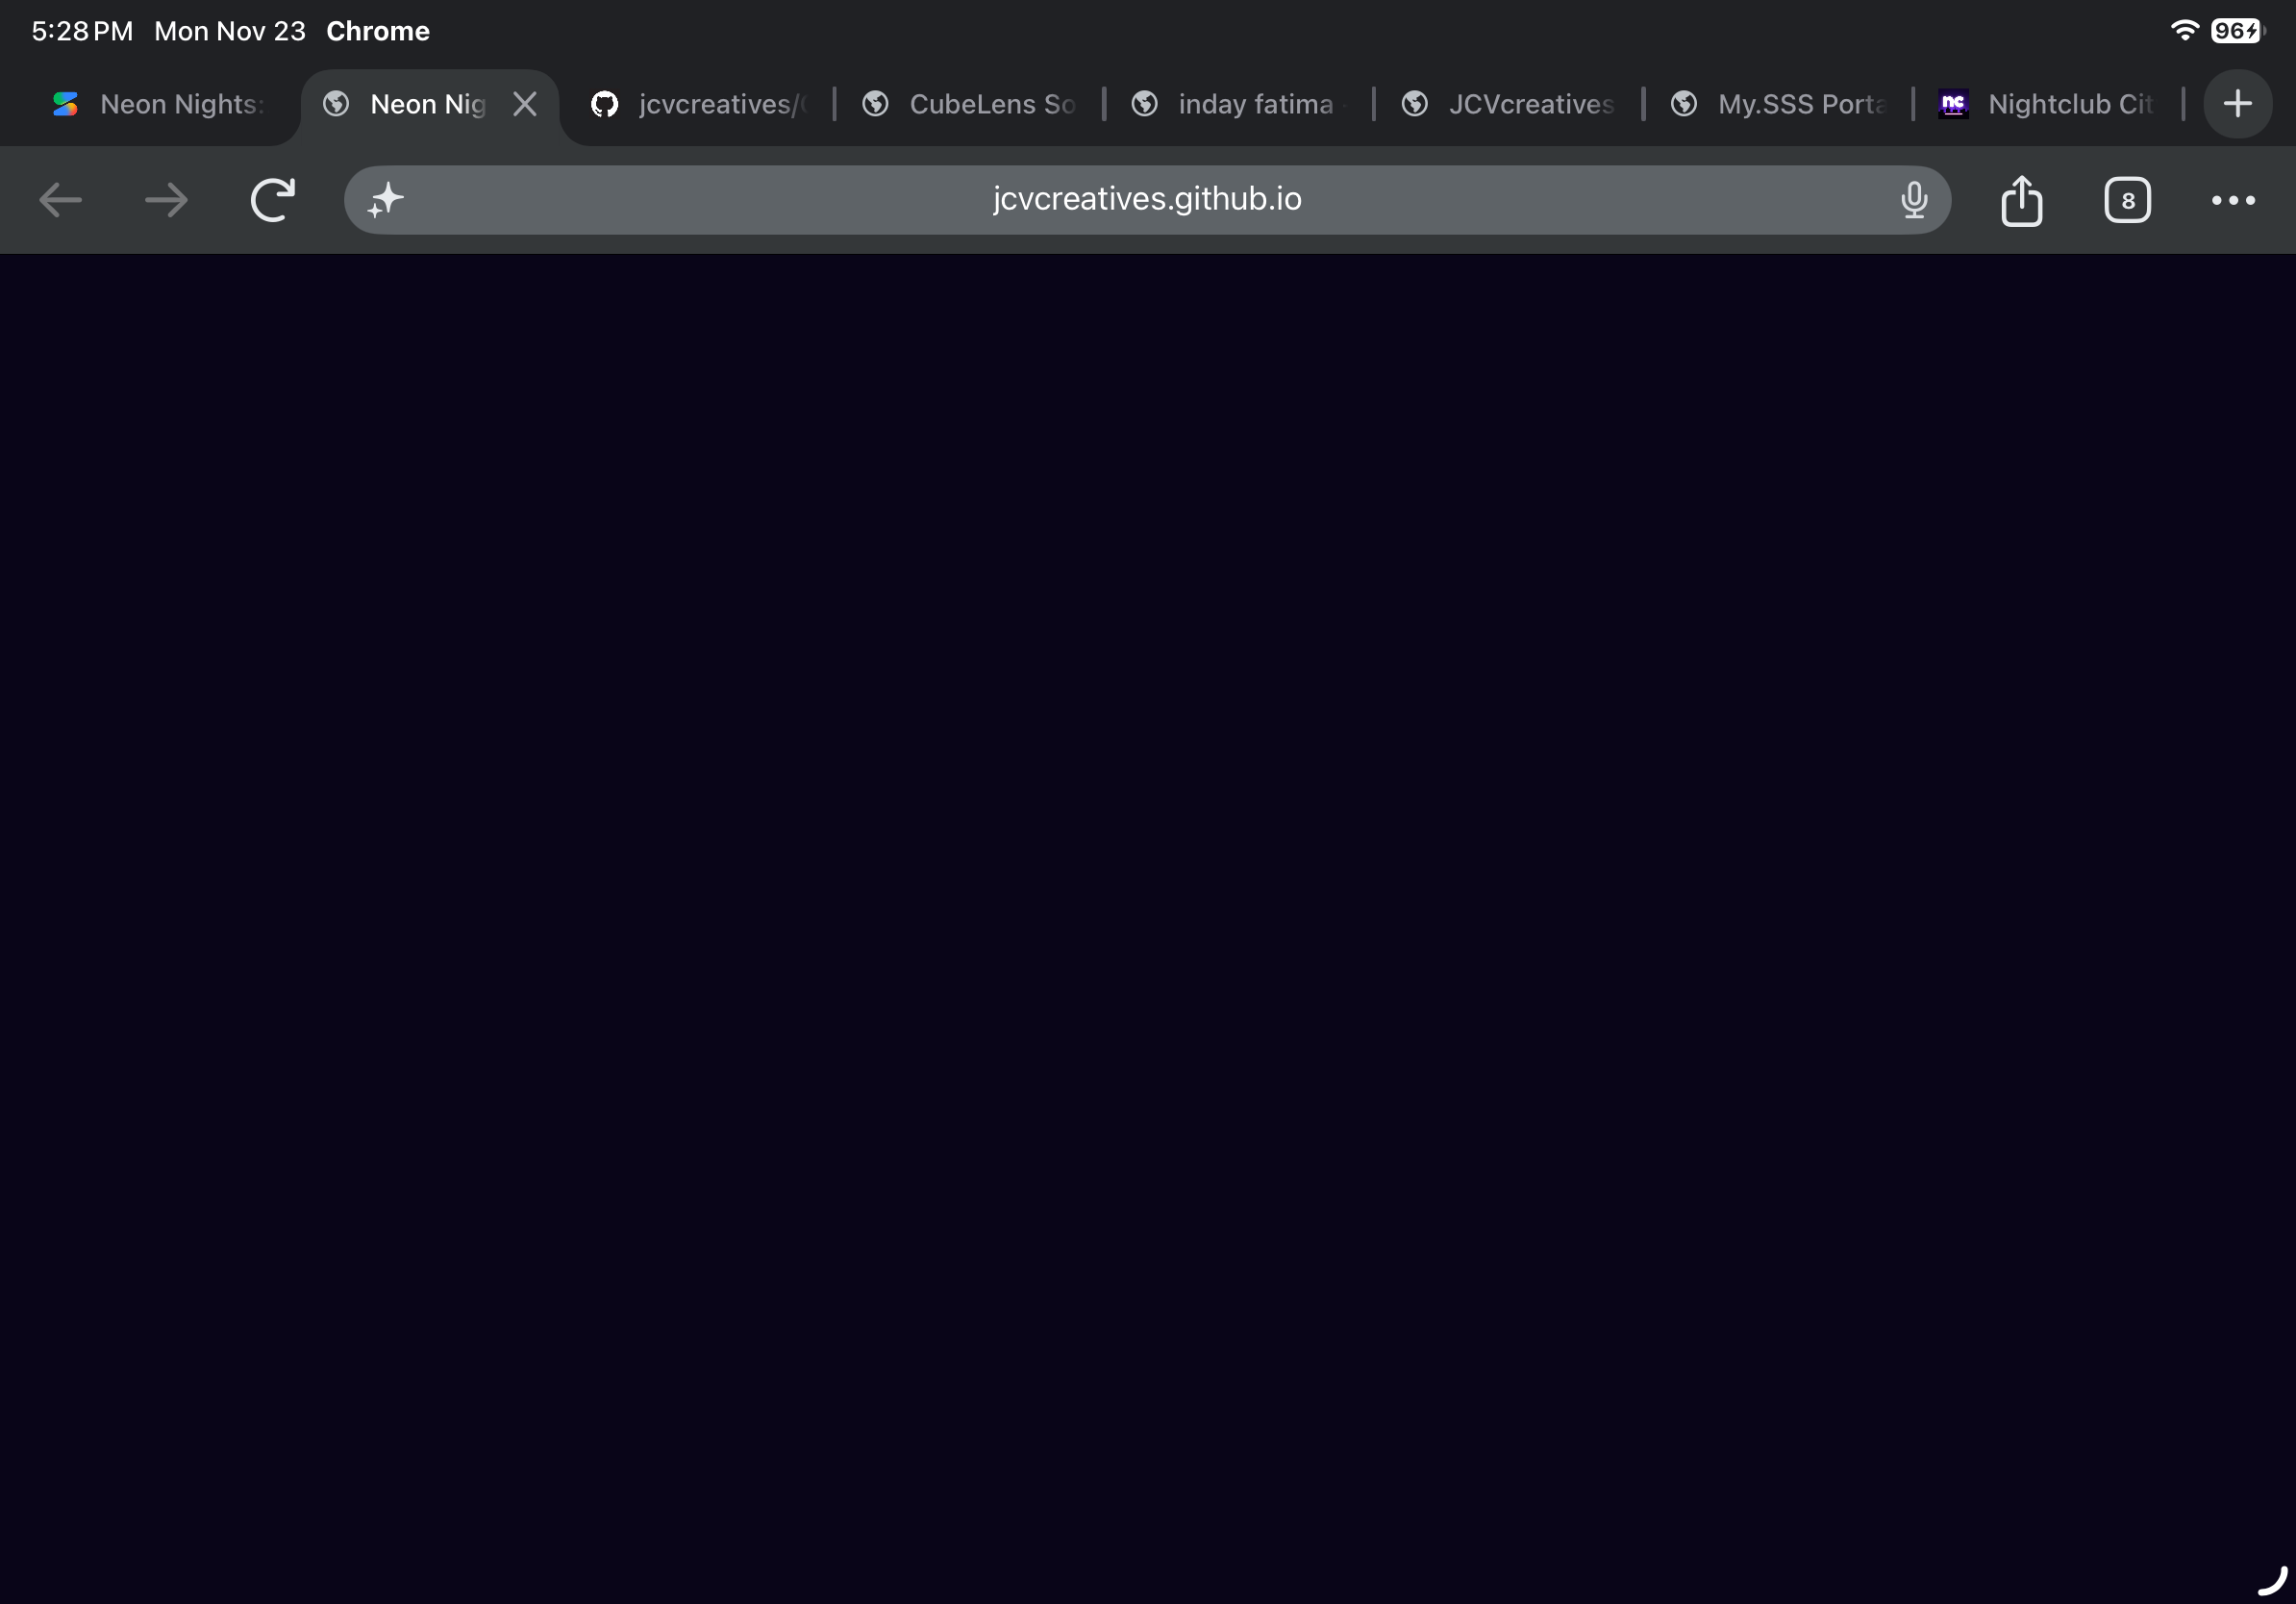 5:28 PM Mon Nov 23 Chrome
96
Neon Nights:
Neon Nig
jcvcreatives/
CubeLens So
inday fatima
JCVcreatives
My.SSS Porta
nc
Nightclub Cit
jcvcreatives.github.io
8